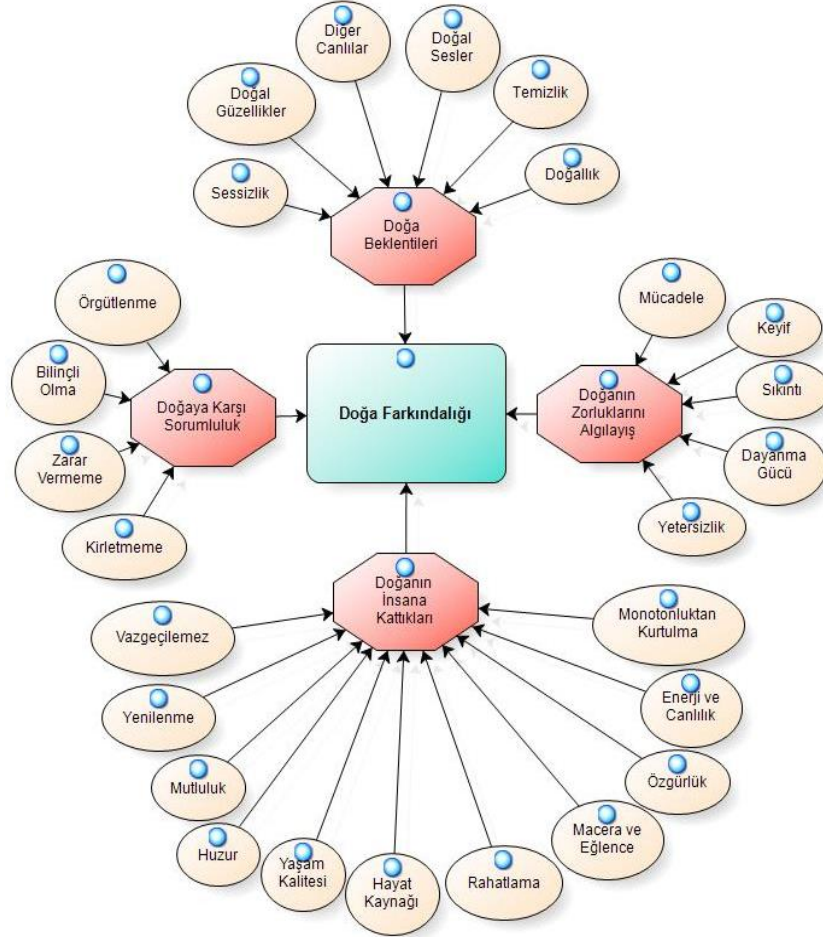 Diğer
Canlılar
Doğal
Sesler
Doğal
Güzellikler
Temizlik
Sessizlik
Doğallık
Doğa
Beklentileri
Örgütlenme
Bilinçli
Olma
Zarar
Vermeme
Kirletmeme
Doğaya Karşı
Sorumluluk
Doğa Farkındalığı
Mücadele
Keyif
Sıkıntı
Dayanma
Gücü
Yetersizlik
Doğanın
Zorluklarını
Algılayış
Doğanın
İnsana
Kattıkları
Vazgeçilemez
Yenilenme
Mutluluk
Huzur
Yaşam
Kalitesi
Hayat
Kaynağı
Rahatlama
Macera ve
Eğlence
Özgürlük
Enerji ve
Canlılık
Monotonluktan
Kurtulma